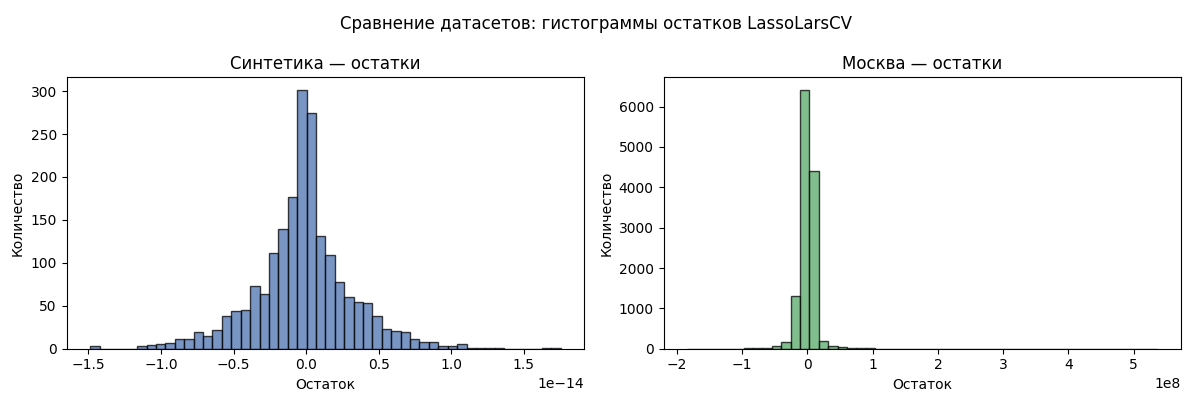 Сравнение датасетов: гистограммы остатков LassoLarsCV
Синтетика — остатки
Количество
300
250
200
150
100
50
0
−1.5 −1.0 −0.5 0.0 0.5 1.0 1.5
Остаток
1e−14
Москва — остатки
Количество
6000
5000
4000
3000
2000
1000
0
−2 −1 0 1 2 3 4 5
Остаток
1e8